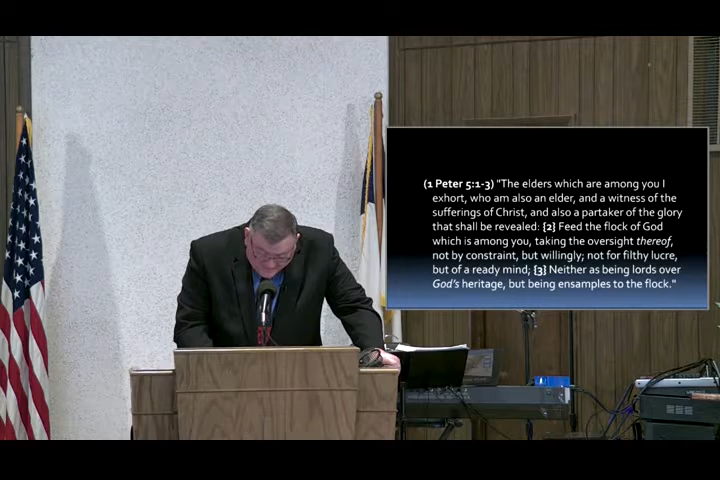 (1 Peter 5:1-3) "The elders which are among you I
exhort, who am also an elder, and a witness of the
sufferings of Christ, and also a partaker of the glory
that shall be revealed: {2} Feed the flock of God
which is among you, taking the oversight thereof,
not by constraint, but willingly; not for filthy lucre,
but of a ready mind; {3} Neither as being lords over
God's heritage, but being ensamples to the flock."